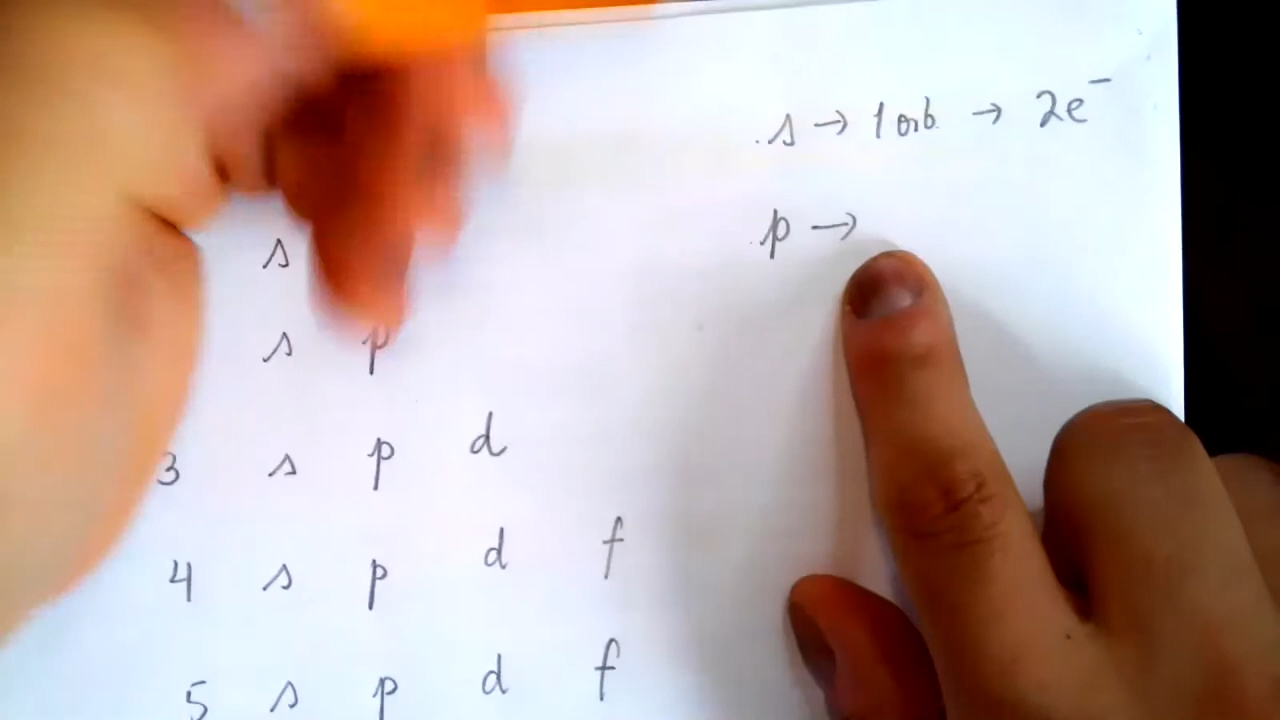 s → 1 orb. → 2e⁻
p →
s
s p
3 s p d
4 s p d f
5 s p d f